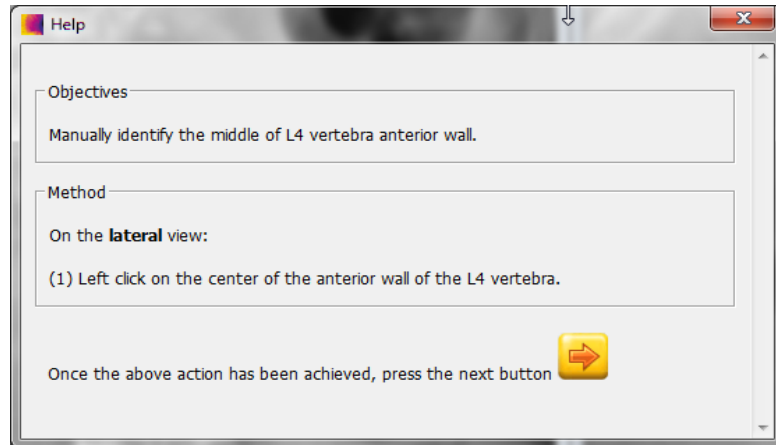 Help
Objectives
Manually identify the middle of L4 vertebra anterior wall.
Method
On the lateral view:
(1) Left click on the center of the anterior wall of the L4 vertebra.
Once the above action has been achieved, press the next button